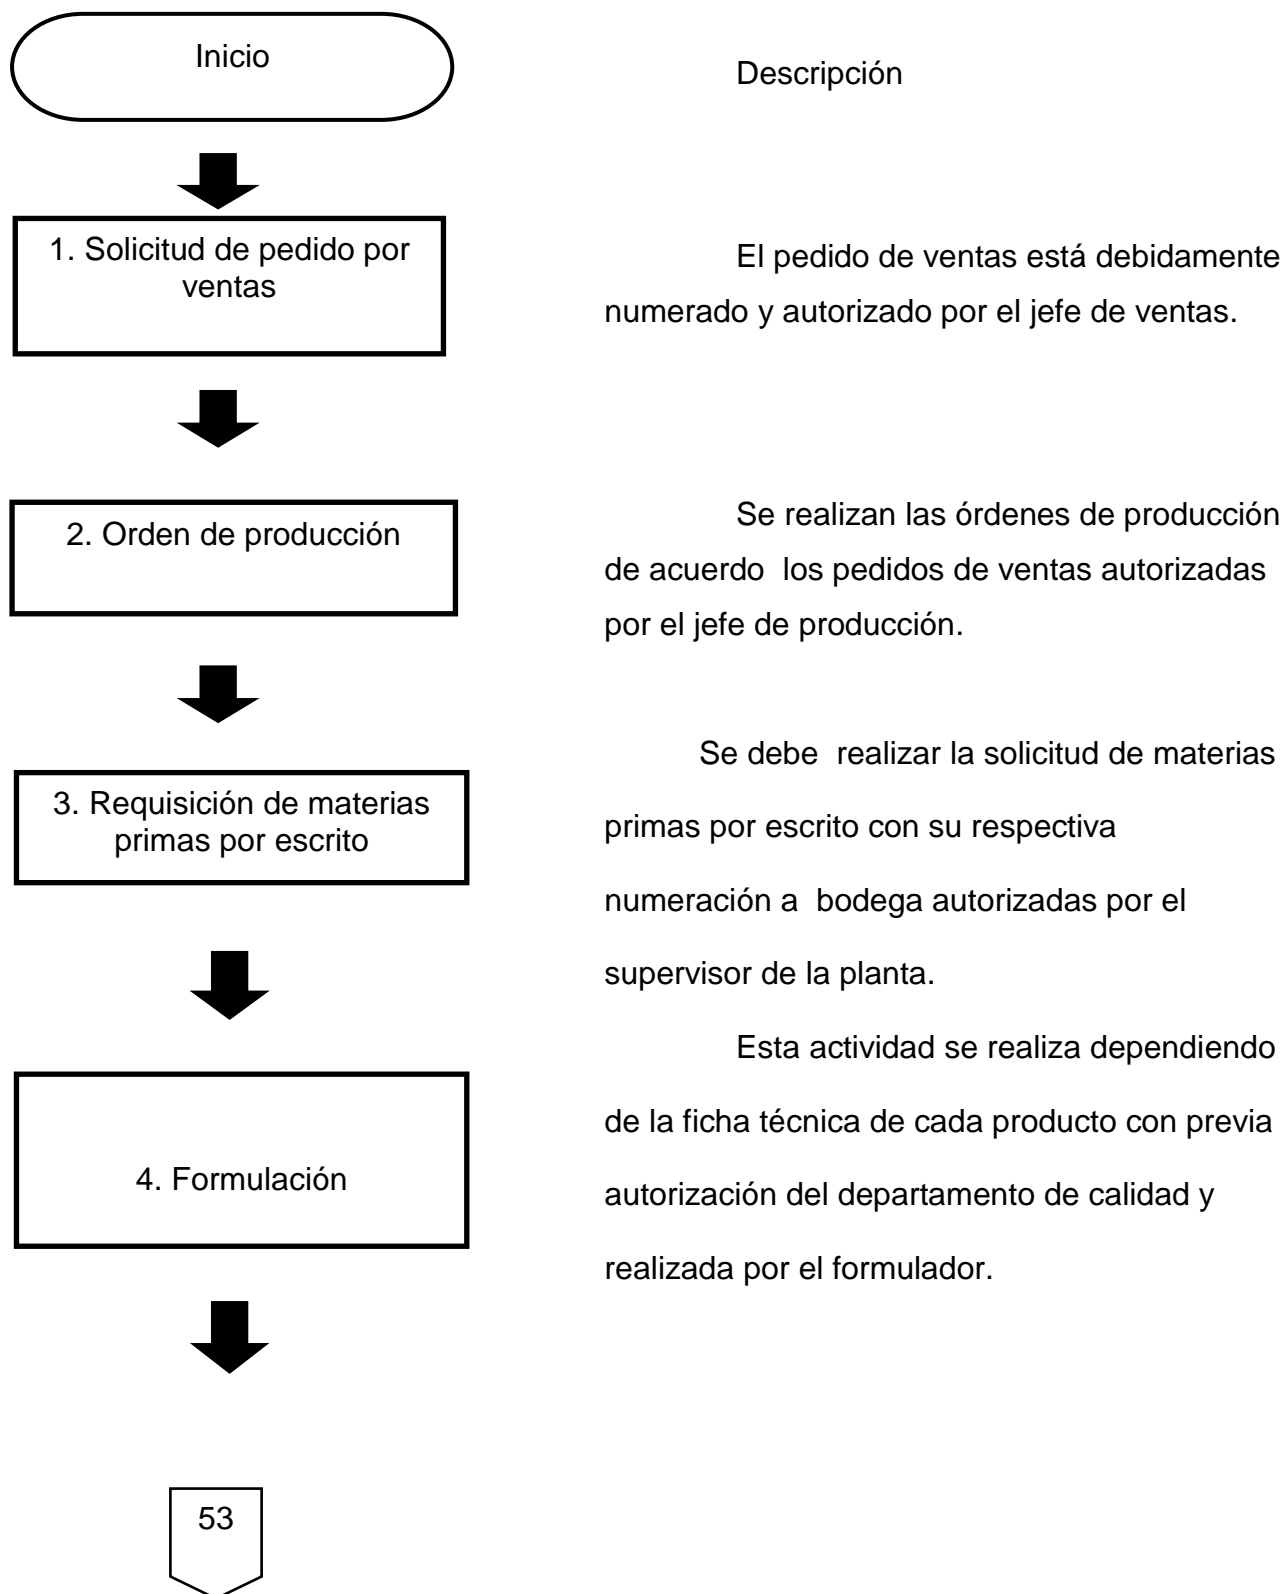 Inicio
Descripción
1. Solicitud de pedido por
ventas
El pedido de ventas está debidamente
numerado y autorizado por el jefe de ventas.
2. Orden de producción
Se realizan las órdenes de producción
de acuerdo  los pedidos de ventas autorizadas
por el jefe de producción.
3. Requisición de materias
primas por escrito
Se debe  realizar la solicitud de materias
primas por escrito con su respectiva
numeración a  bodega autorizadas por el
supervisor de la planta.
4. Formulación
Esta actividad se realiza dependiendo
de la ficha técnica de cada producto con previa
autorización del departamento de calidad y
realizada por el formulador.
53